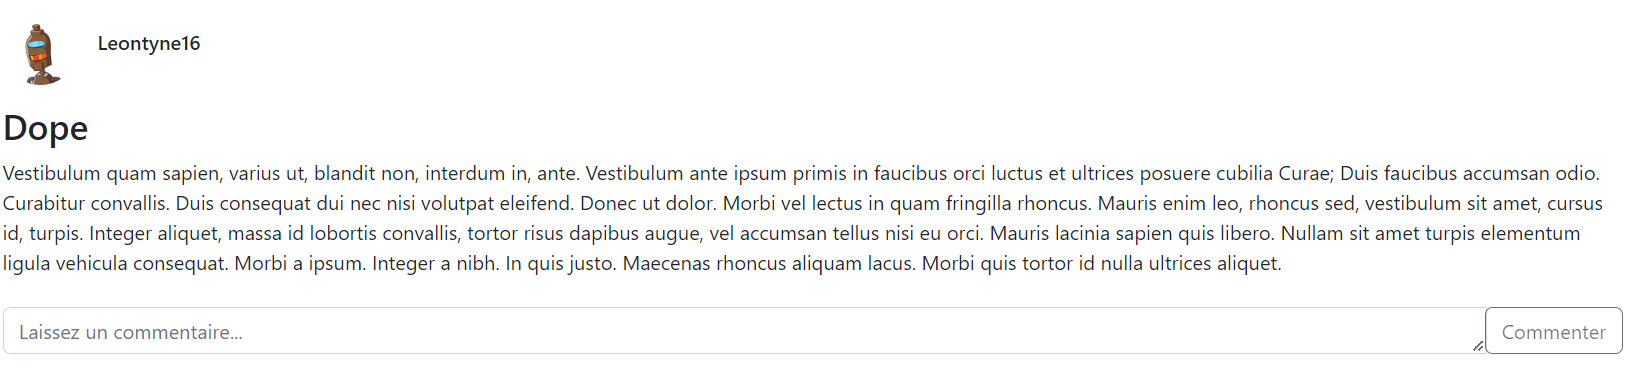 Leontyne16
Dope
Vestibulum quam sapien, varius ut, blandit non, interdum in, ante. Vestibulum ante ipsum primis in faucibus orci luctus et ultrices posuere cubilia Curae; Duis faucibus accumsan odio.
Curabitur convallis. Duis consequat dui nec nisi volutpat eleifend. Donec ut dolor. Morbi vel lectus in quam fringilla rhoncus. Mauris enim leo, rhoncus sed, vestibulum sit amet, cursus
id, turpis. Integer aliquet, massa id lobortis convallis, tortor risus dapibus augue, vel accumsan tellus nisi eu orci. Mauris lacinia sapien quis libero. Nullam sit amet turpis elementum
ligula vehicula consequat. Morbi a ipsum. Integer a nibh. In quis justo. Maecenas rhoncus aliquam lacus. Morbi quis tortor id nulla ultrices aliquet.
Laissez un commentaire... Commenter